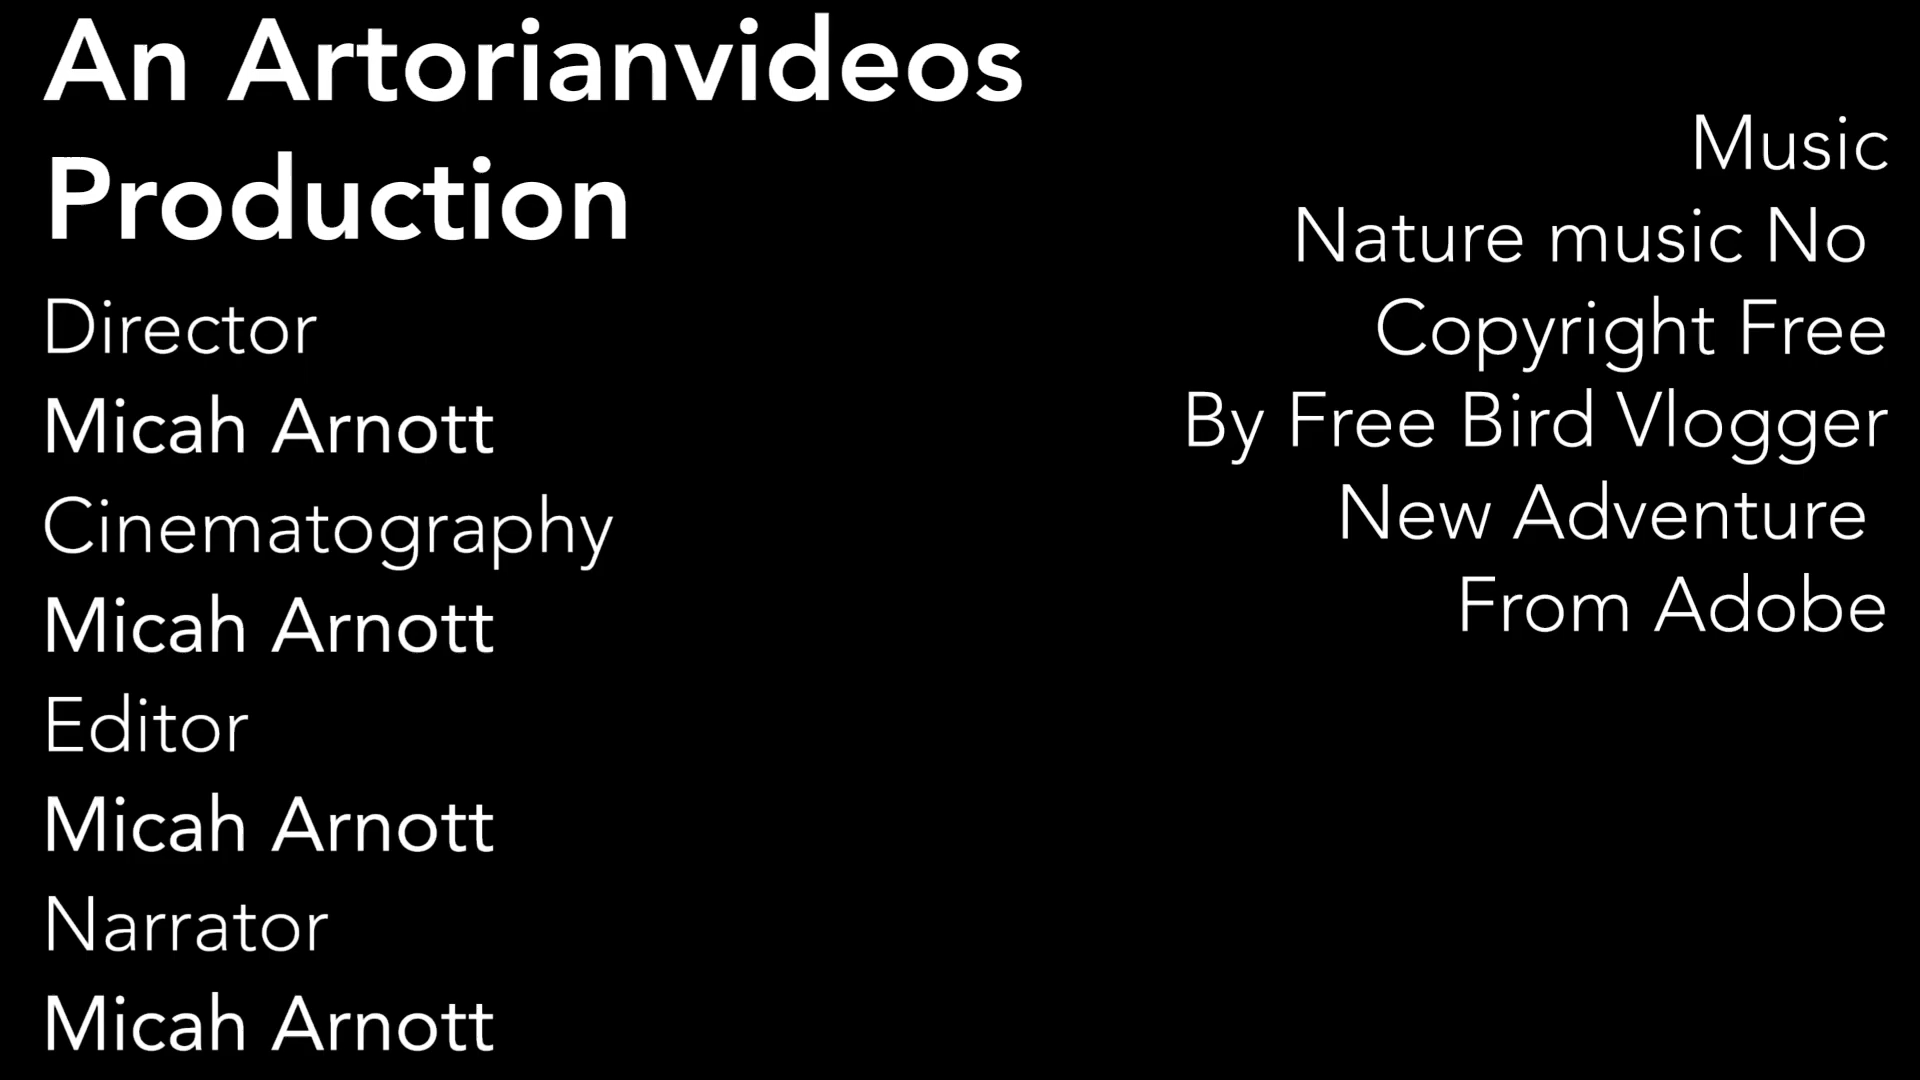 An Artorianvideos
Production
Director
Micah Arnott
Cinematography
Micah Arnott
Editor
Micah Arnott
Narrator
Micah Arnott
Music
Nature music No
Copyright Free
By Free Bird Vlogger
New Adventure
From Adobe